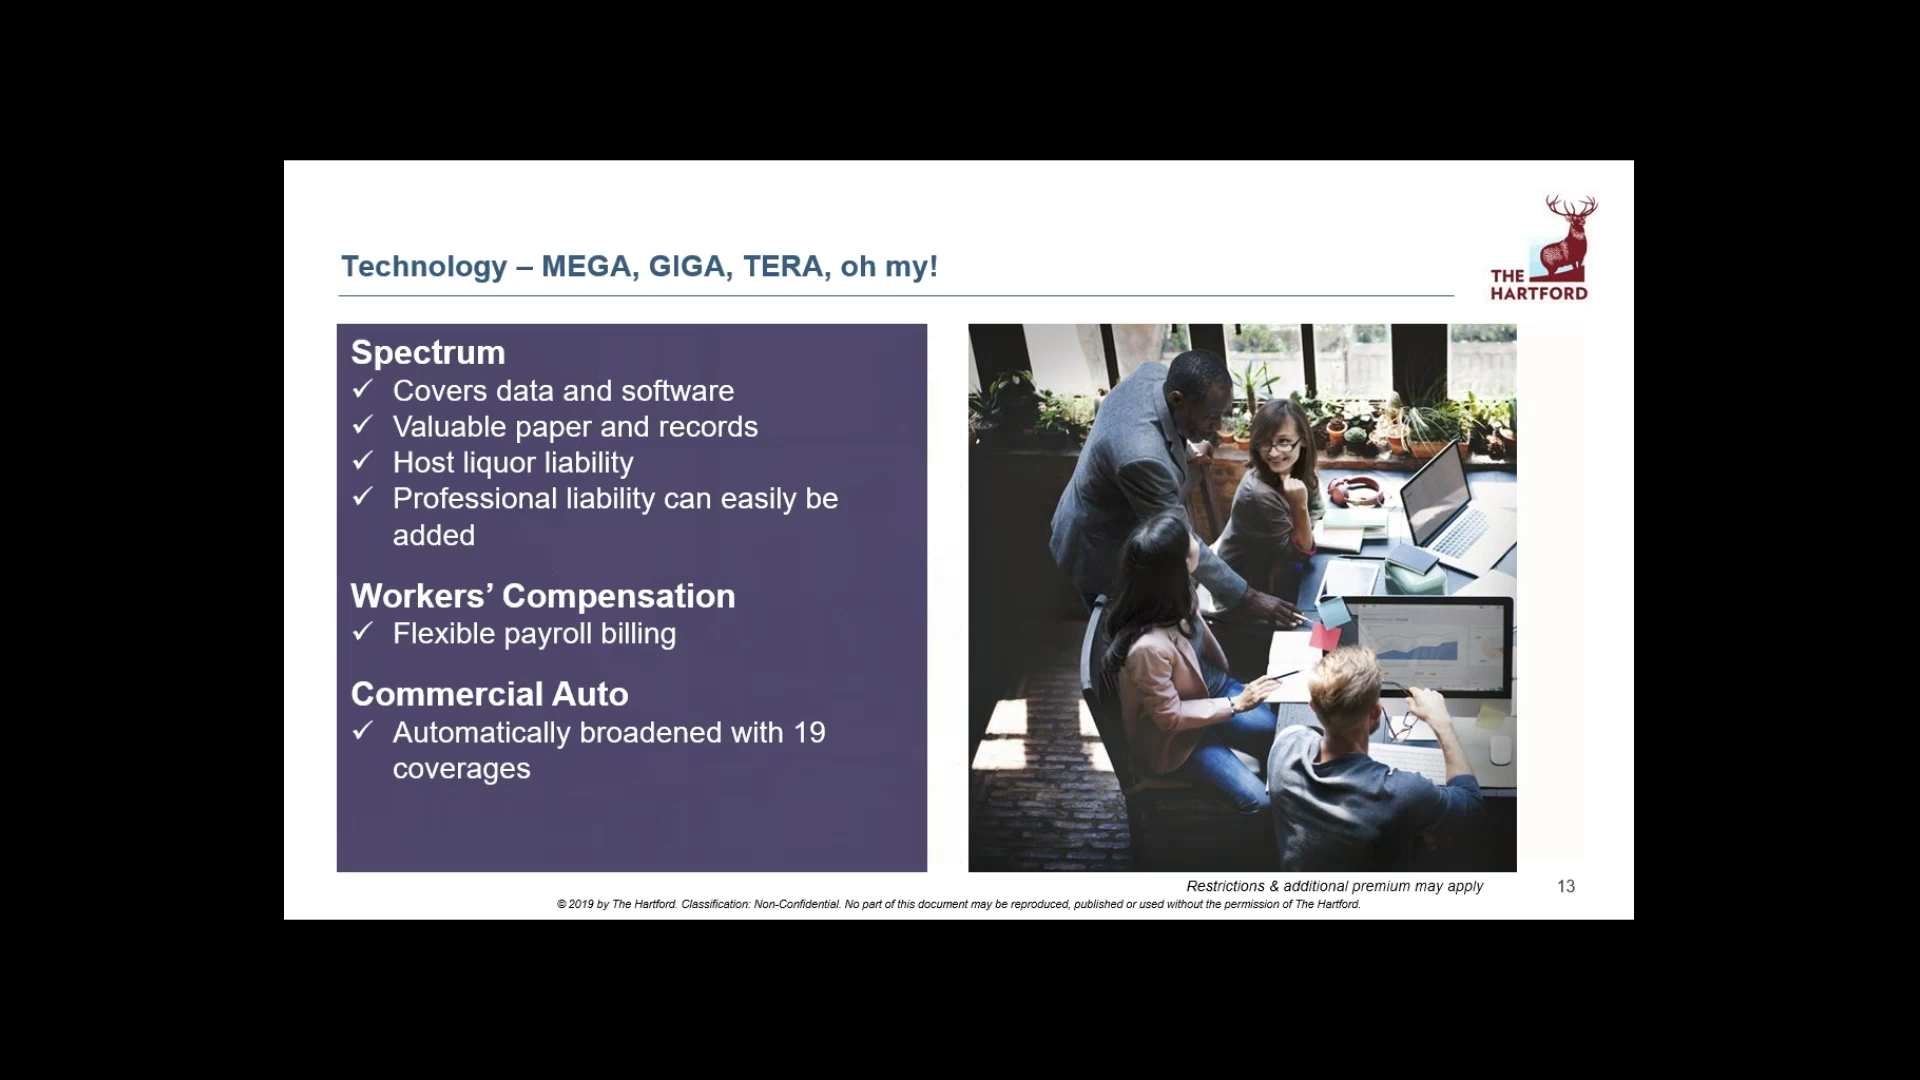 Technology – MEGA, GIGA, TERA, oh my!
THE
HARTFORD
Spectrum
✓ Covers data and software
✓ Valuable paper and records
✓ Host liquor liability
✓ Professional liability can easily be
added
Workers’ Compensation
✓ Flexible payroll billing
Commercial Auto
✓ Automatically broadened with 19
coverages
Restrictions & additional premium may apply
13
© 2019 by The Hartford. Classification: Non-Confidential. No part of this document may be reproduced, published or used without the permission of The Hartford.